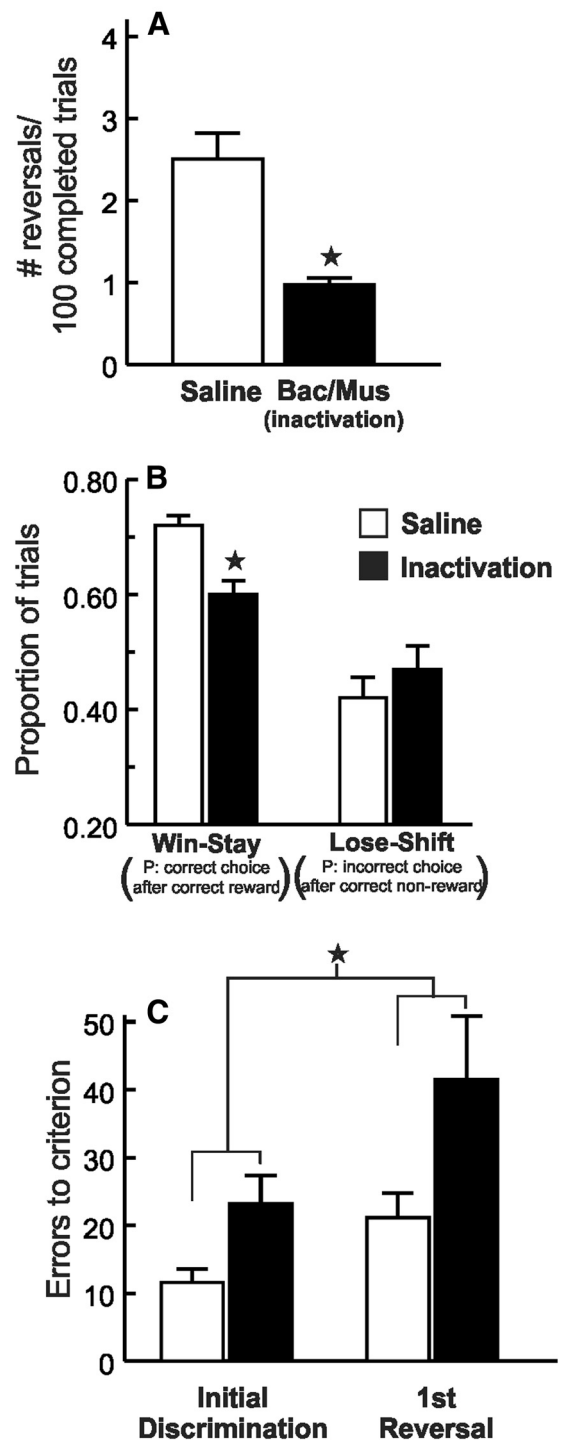 A
# reversals/
100 completed trials
4
3
2
1
0
Saline Bac/Mus
(inactivation)
B
Proportion of trials
0.80
0.60
0.40
0.20
Saline
Inactivation
Win-Stay
(P: correct choice
after correct reward)
Lose-Shift
(P: incorrect choice
after correct non-reward)
C
Errors to criterion
50
40
30
20
10
0
Initial
Discrimination
1st
Reversal